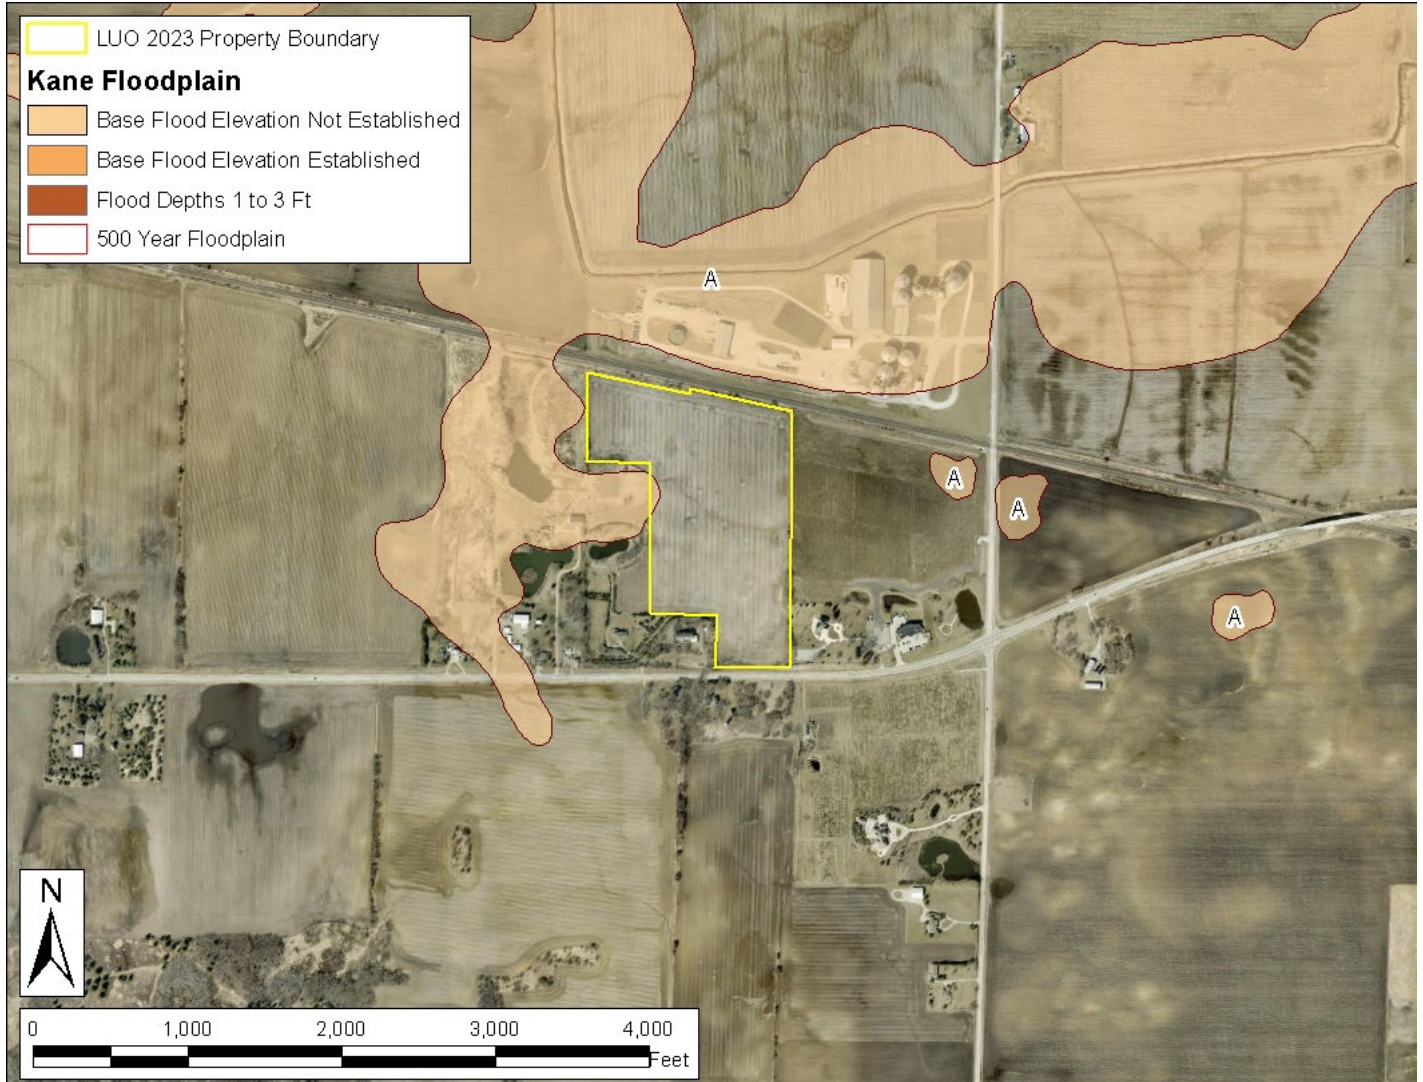 LUO 2023 Property Boundary
Kane Floodplain
Base Flood Elevation Not Established
Base Flood Elevation Established
Flood Depths 1 to 3 Ft
500 Year Floodplain
A
A
A
A
N
0 1,000 2,000 3,000 4,000
Feet